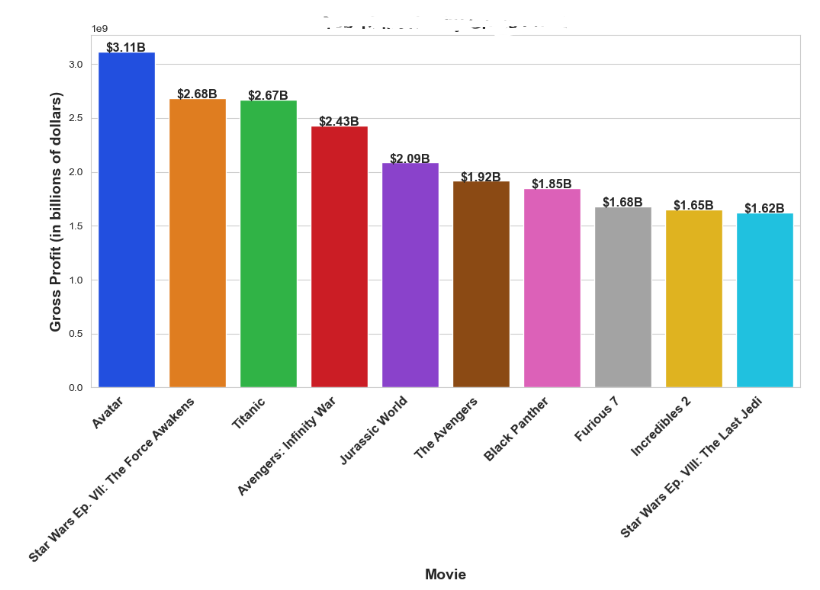 1e9
3.0
2.5
2.0
1.5
1.0
0.5
0.0
Gross Profit (in billions of dollars)
$3.11B
$2.68B
$2.67B
$2.43B
$2.09B
$1.92B
$1.85B
$1.68B
$1.65B
$1.62B
Avatar
Star Wars Ep. VII: The Force Awakens
Titanic
Avengers: Infinity War
Jurassic World
The Avengers
Black Panther
Furious 7
Incredibles 2
Star Wars Ep. VIII: The Last Jedi
Movie